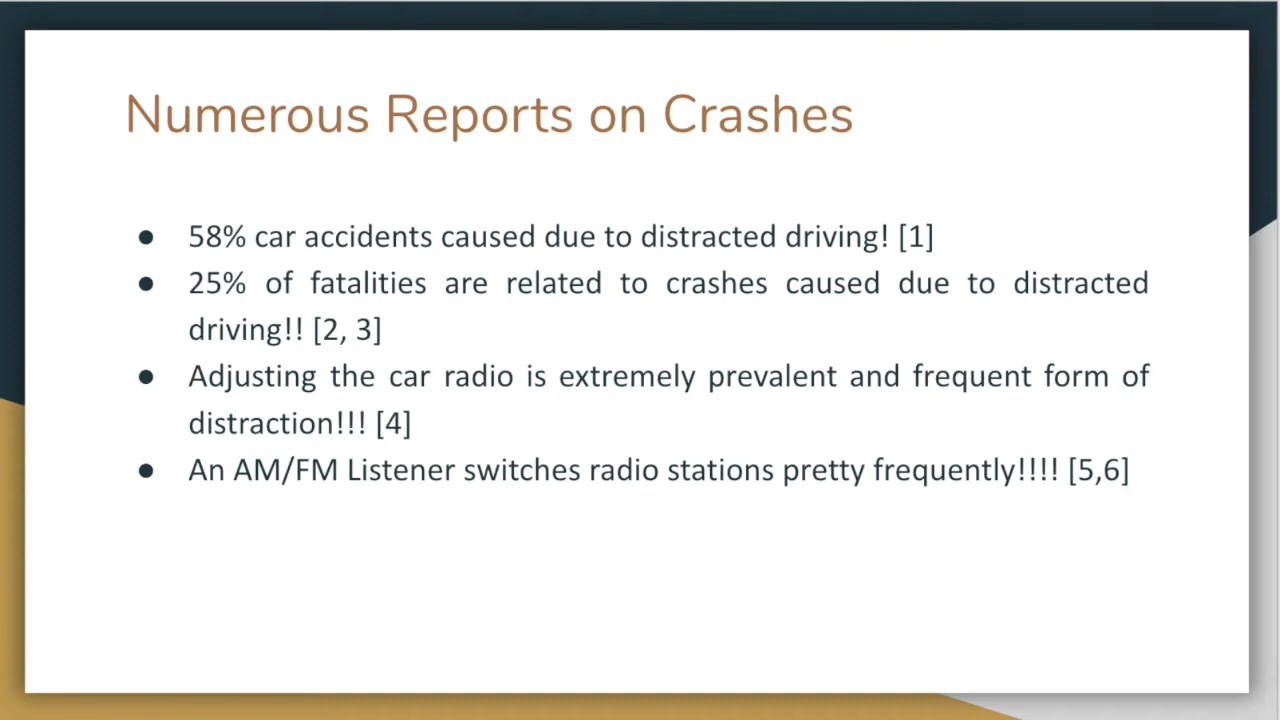 Numerous Reports on Crashes
● 58% car accidents caused due to distracted driving! [1]
● 25% of fatalities are related to crashes caused due to distracted
driving!! [2, 3]
● Adjusting the car radio is extremely prevalent and frequent form of
distraction!!! [4]
● An AM/FM Listener switches radio stations pretty frequently!!!! [5,6]